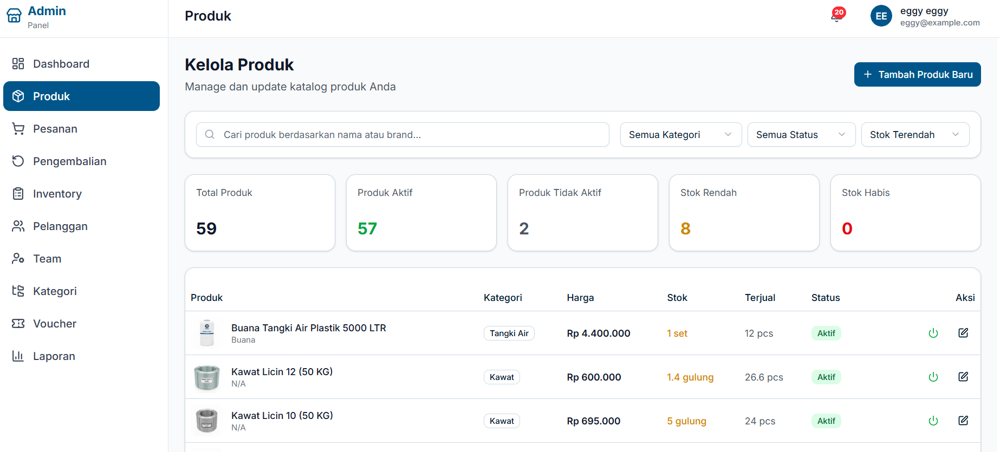 Admin
Panel
Produk
20
EE
eggy eggy
eggy@example.com
Dashboard
Produk
Pesanan
Pengembalian
Inventory
Pelanggan
Team
Kategori
Voucher
Laporan
Kelola Produk
Manage dan update katalog produk Anda
Tambah Produk Baru
Cari produk berdasarkan nama atau brand...
Semua Kategori
Semua Status
Stok Terendah
Total Produk
59
Produk Aktif
57
Produk Tidak Aktif
2
Stok Rendah
8
Stok Habis
0
Produk Kategori Harga Stok Terjual Status Aksi
Buana Tangki Air Plastik 5000 LTR
Buana
Tangki Air
Rp 4.400.000
1 set
12 pcs
Aktif
Kawat Licin 12 (50 KG)
N/A
Kawat
Rp 600.000
1.4 gulung
26.6 pcs
Aktif
Kawat Licin 10 (50 KG)
N/A
Kawat
Rp 695.000
5 gulung
24 pcs
Aktif